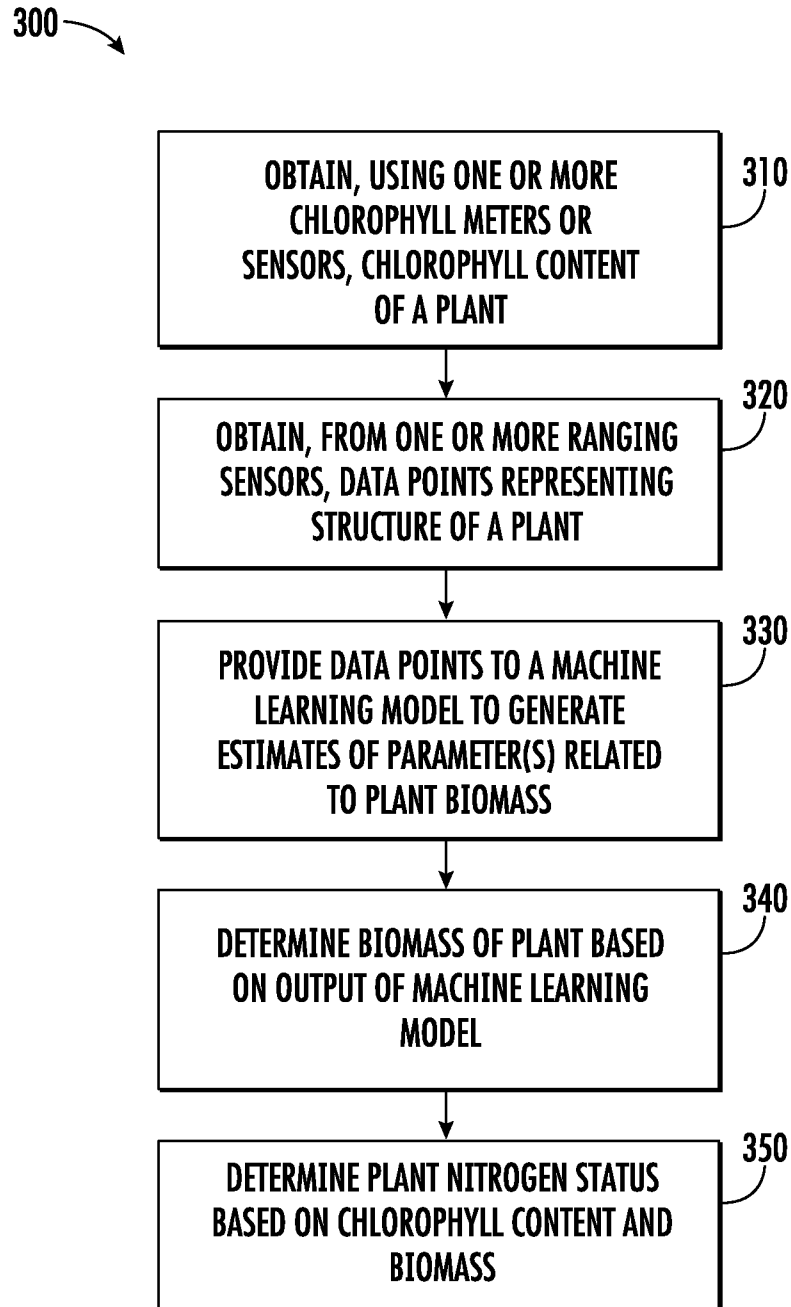 300
310
OBTAIN, USING ONE OR MORE
CHLOROPHYLL METERS OR
SENSORS, CHLOROPHYLL CONTENT
OF A PLANT
320
OBTAIN, FROM ONE OR MORE RANGING
SENSORS, DATA POINTS REPRESENTING
STRUCTURE OF A PLANT
330
PROVIDE DATA POINTS TO A MACHINE
LEARNING MODEL TO GENERATE
ESTIMATES OF PARAMETER(S) RELATED
TO PLANT BIOMASS
340
DETERMINE BIOMASS OF PLANT BASED
ON OUTPUT OF MACHINE LEARNING
MODEL
350
DETERMINE PLANT NITROGEN STATUS
BASED ON CHLOROPHYLL CONTENT AND
BIOMASS